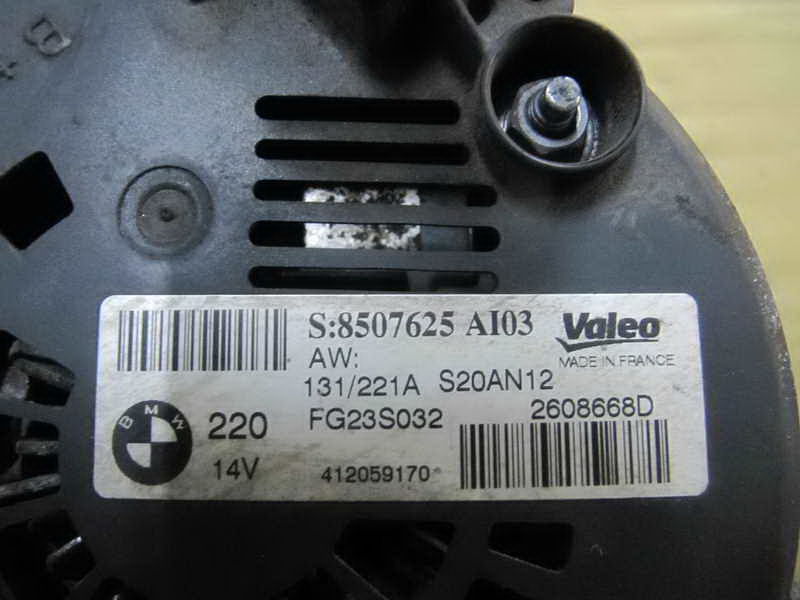 B+
S:8507625 AI03 Valeo
AW: MADE IN FRANCE
131/221A S20AN12
BMW 220 FG23S032 2608668D
14V 412059170